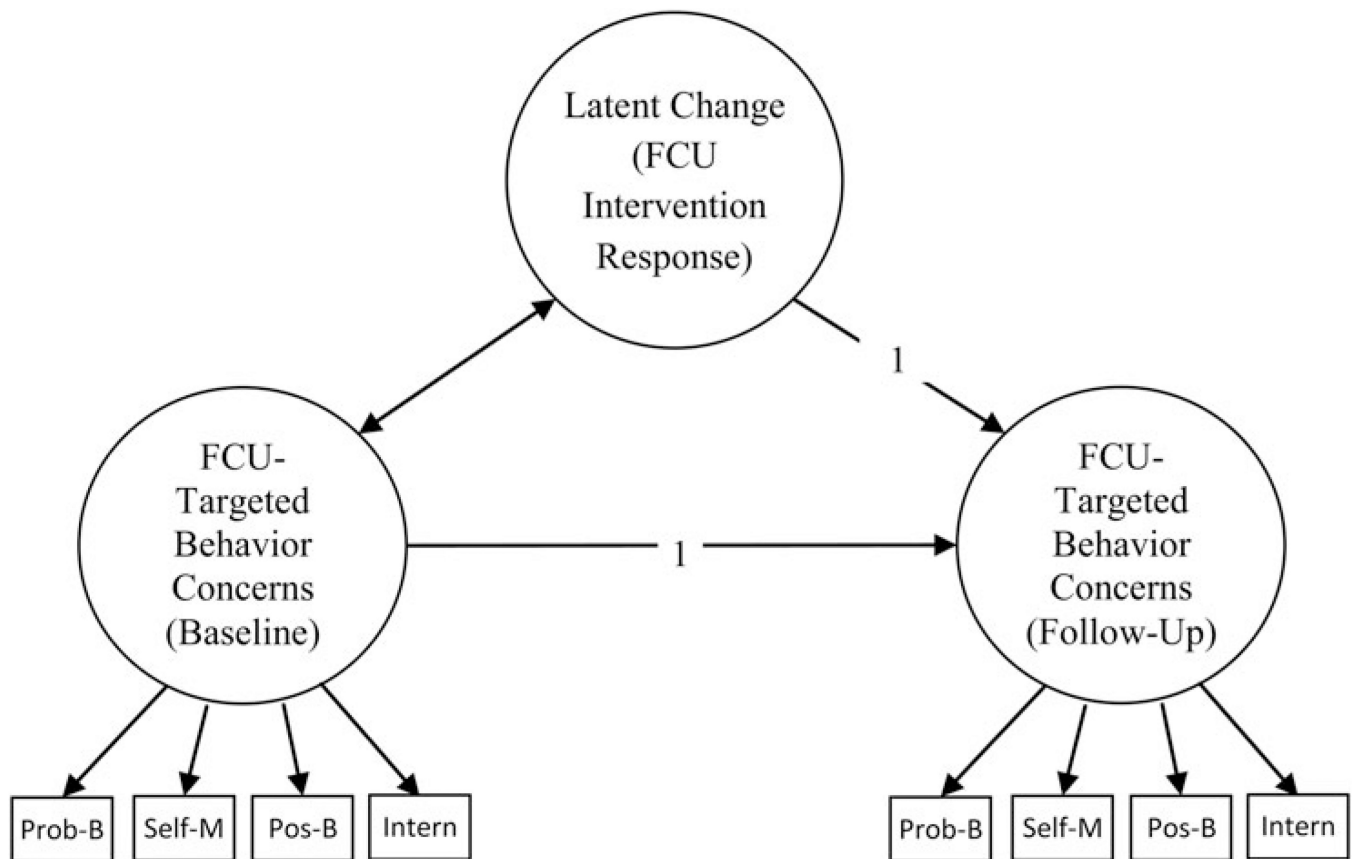 Latent Change
(FCU
Intervention
Response)
1
FCU-
Targeted
Behavior
Concerns
(Baseline)
1
FCU-
Targeted
Behavior
Concerns
(Follow-Up)
Prob-B
Self-M
Pos-B
Intern
Prob-B
Self-M
Pos-B
Intern